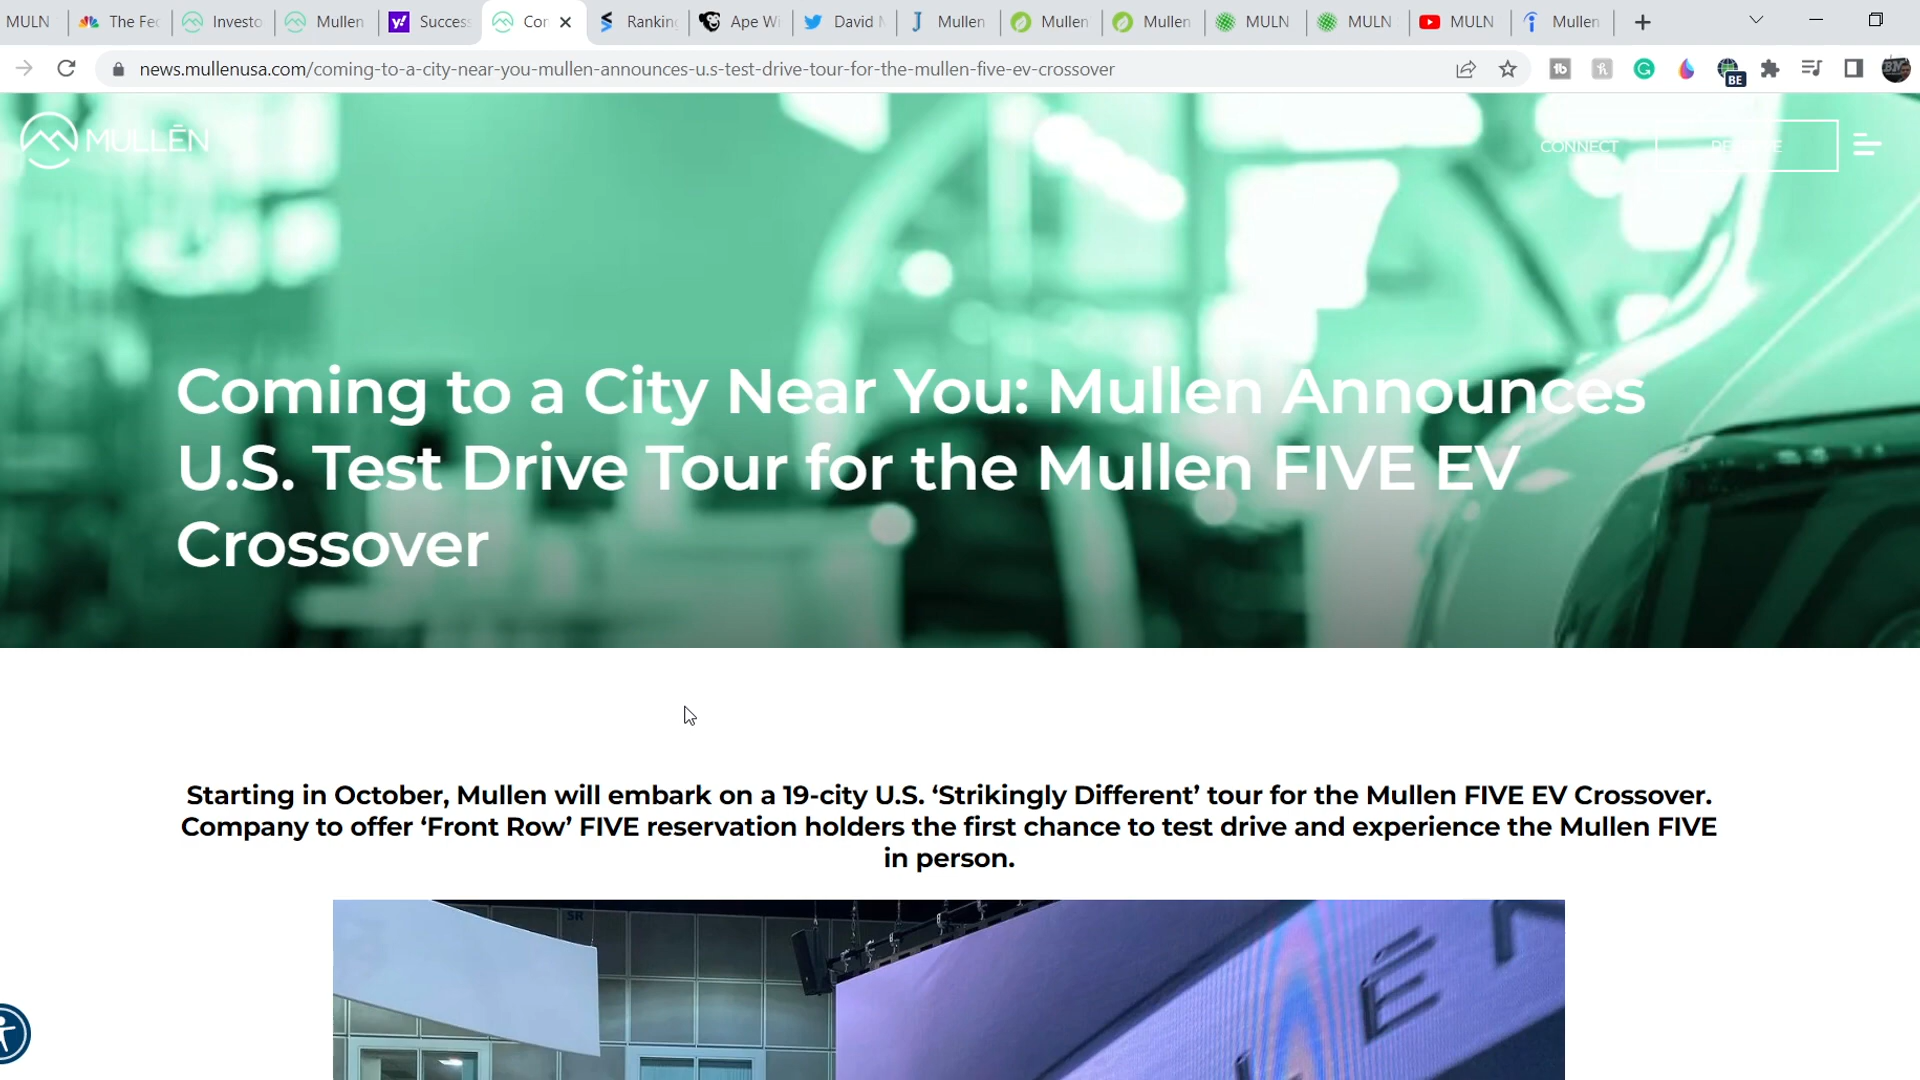 MULN
The Fec
Investo
Mullen
Success
Cor
Ranking
Ape Wi
David M
J Mullen
Mullen
Mullen
MULN
MULN
MULN
Mullen
news.mullenusa.com/coming-to-a-city-near-you-mullen-announces-u.s-test-drive-tour-for-the-mullen-five-ev-crossover
BE
MULLĒN
CONNECT
Coming to a City Near You: Mullen Announces
U.S. Test Drive Tour for the Mullen FIVE EV
Crossover
Starting in October, Mullen will embark on a 19-city U.S. ‘Strikingly Different’ tour for the Mullen FIVE EV Crossover.
Company to offer ‘Front Row’ FIVE reservation holders the first chance to test drive and experience the Mullen FIVE
in person.
SR